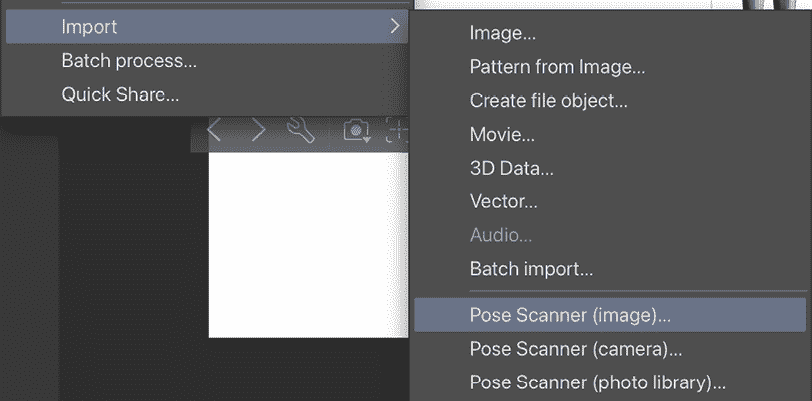 Import
Batch process...
Quick Share...
Image...
Pattern from Image...
Create file object...
Movie...
3D Data...
Vector...
Audio...
Batch import...
Pose Scanner (image)...
Pose Scanner (camera)...
Pose Scanner (photo library)...